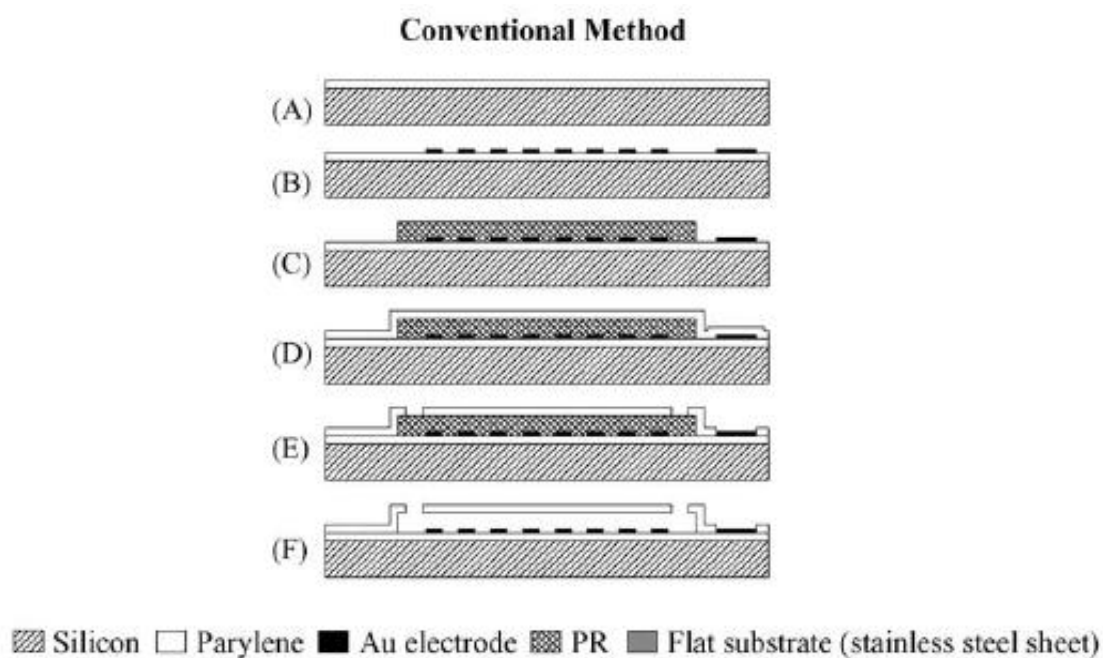 Conventional Method
(A)
(B)
(C)
(D)
(E)
(F)
Silicon Parylene Au electrode PR Flat substrate (stainless steel sheet)